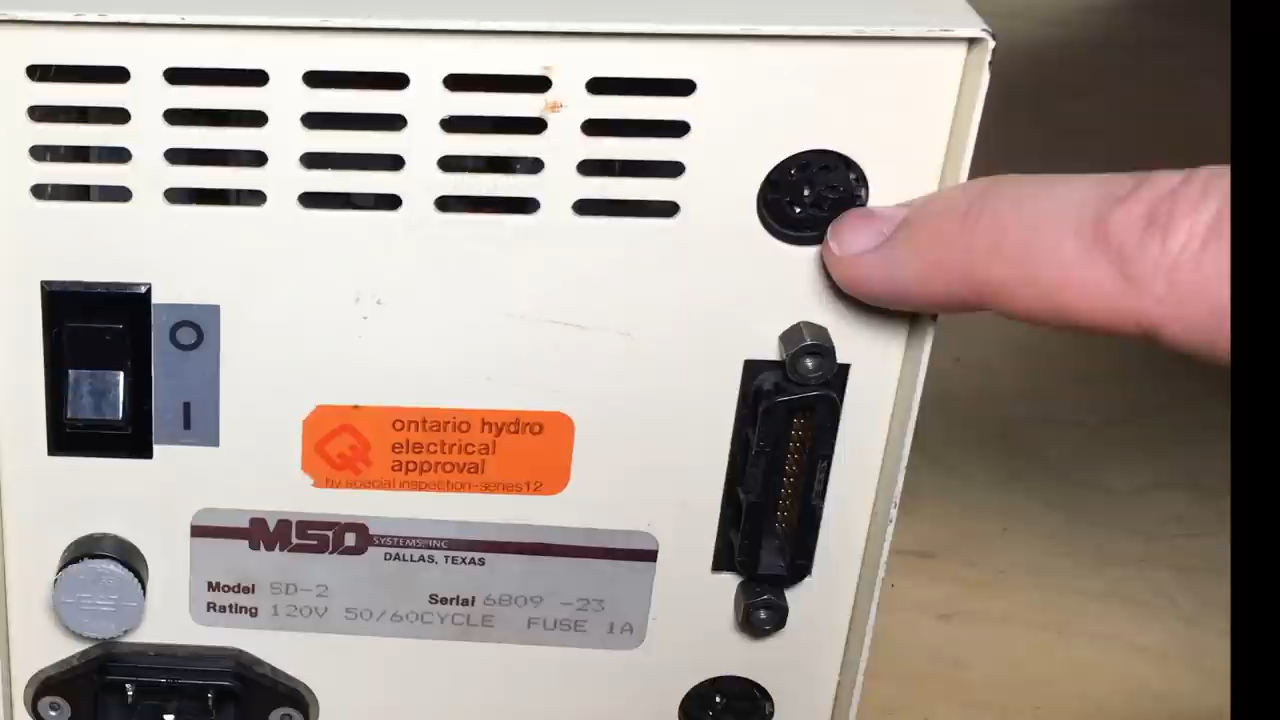 O
I
ontario hydro
electrical
approval
by special inspection-series12
MSD SYSTEMS, INC
DALLAS, TEXAS
Model SD-2 Serial 6809 -23
Rating 120V 50/60CYCLE FUSE 1A